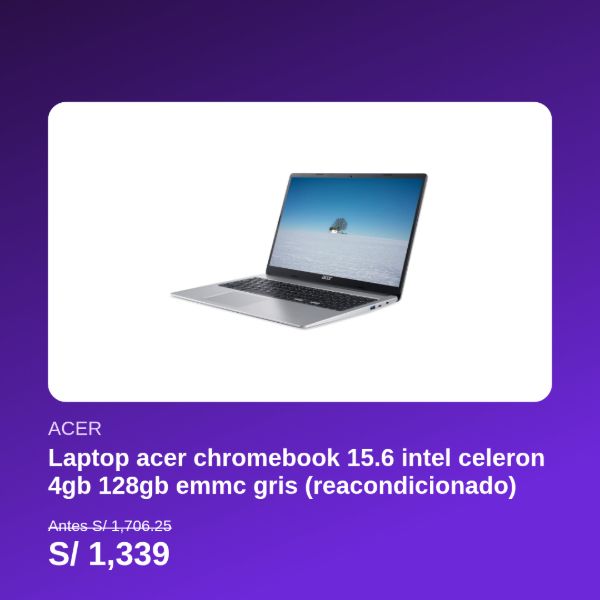 acer
ACER
Laptop acer chromebook 15.6 intel celeron
4gb 128gb emmc gris (reacondicionado)
Antes S/ 1,706.25
S/ 1,339